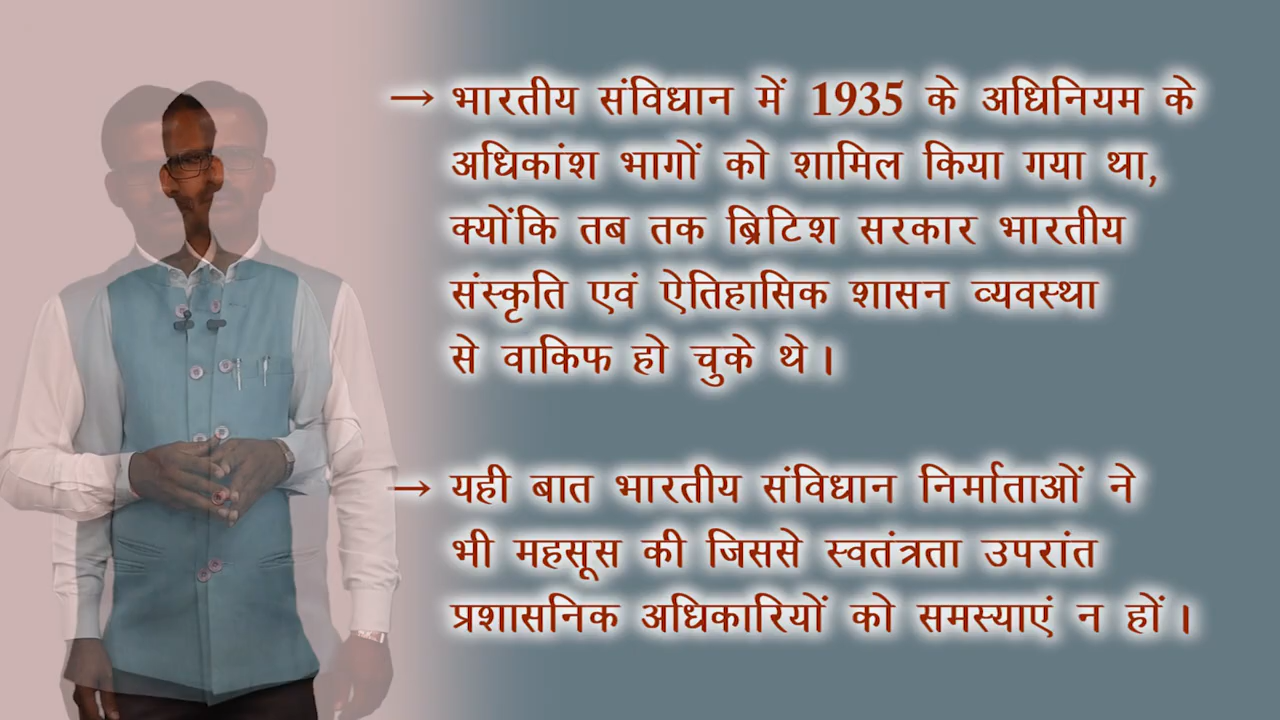 → भारतीय संविधान में 1935 के अधिनियम के
अधिकांश भागों को शामिल किया गया था,
क्योंकि तब तक ब्रिटिश सरकार भारतीय
संस्कृति एवं ऐतिहासिक शासन व्यवस्था
से वाकिफ हो चुके थे।
→ यही बात भारतीय संविधान निर्माताओं ने
भी महसूस की जिससे स्वतंत्रता उपरांत
प्रशासनिक अधिकारियों को समस्याएं न हों।